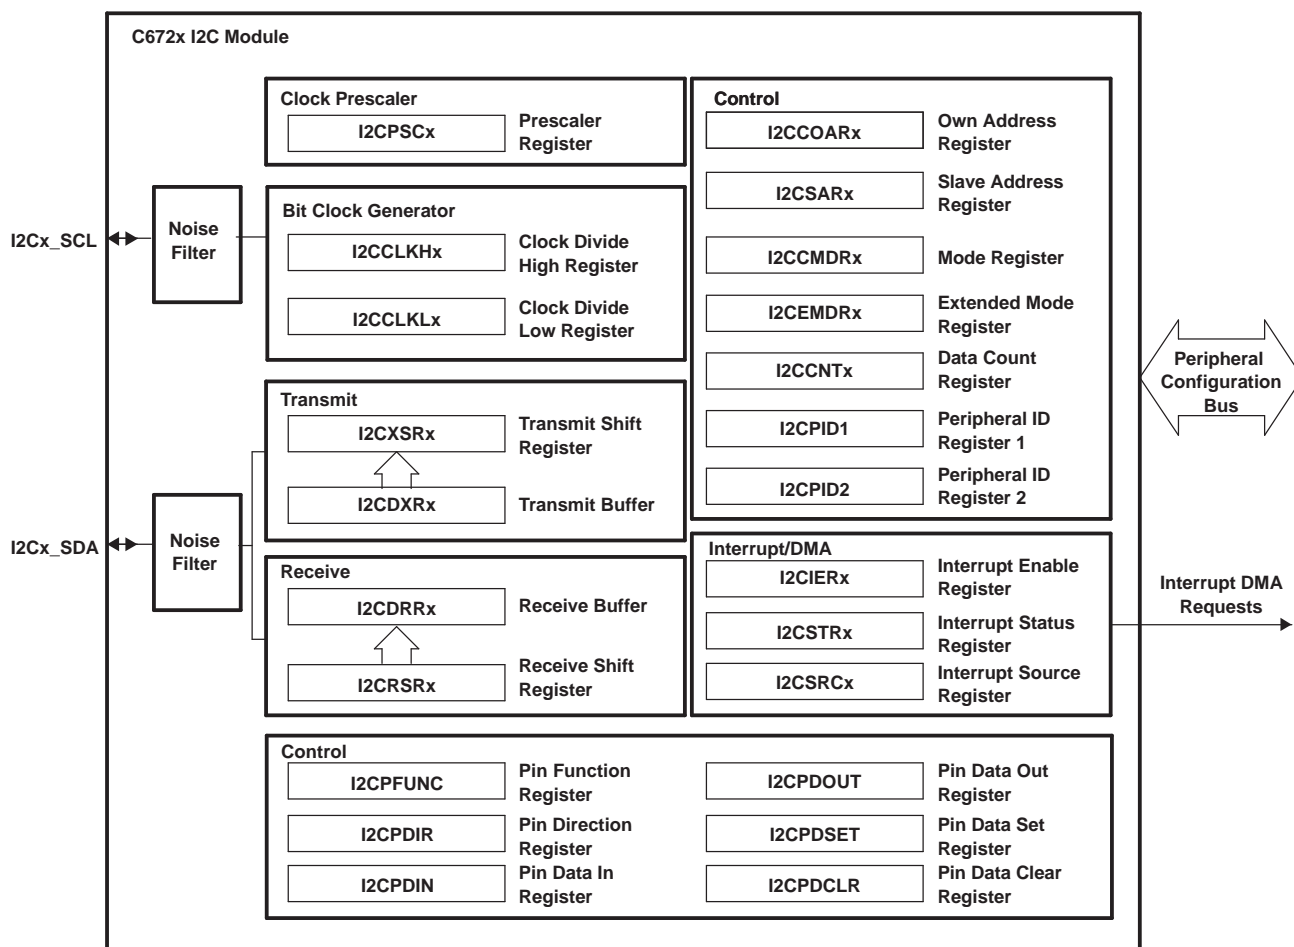 C672x I2C Module
Clock Prescaler
I2CPSCx
Prescaler
Register
I2Cx_SCL
Noise
Filter
Bit Clock Generator
I2CCLKHx
Clock Divide
High Register
I2CCLKLx
Clock Divide
Low Register
Transmit
I2CXSRx
Transmit Shift
Register
I2CDXRx
Transmit Buffer
I2Cx_SDA
Noise
Filter
Receive
I2CDRRx
Receive Buffer
I2CRSRx
Receive Shift
Register
Control
I2CCOARx
Own Address
Register
I2CSARx
Slave Address
Register
I2CCMDRx
Mode Register
I2CEMDRx
Extended Mode
Register
I2CCNTx
Data Count
Register
I2CPID1
Peripheral ID
Register 1
I2CPID2
Peripheral ID
Register 2
Interrupt/DMA
I2CIERx
Interrupt Enable
Register
I2CSTRx
Interrupt Status
Register
I2CSRCx
Interrupt Source
Register
Peripheral
Configuration
Bus
Interrupt DMA
Requests
Control
I2CPFUNC
Pin Function
Register
I2CPDIR
Pin Direction
Register
I2CPDIN
Pin Data In
Register
I2CPDOUT
Pin Data Out
Register
I2CPDSET
Pin Data Set
Register
I2CPDCLR
Pin Data Clear
Register